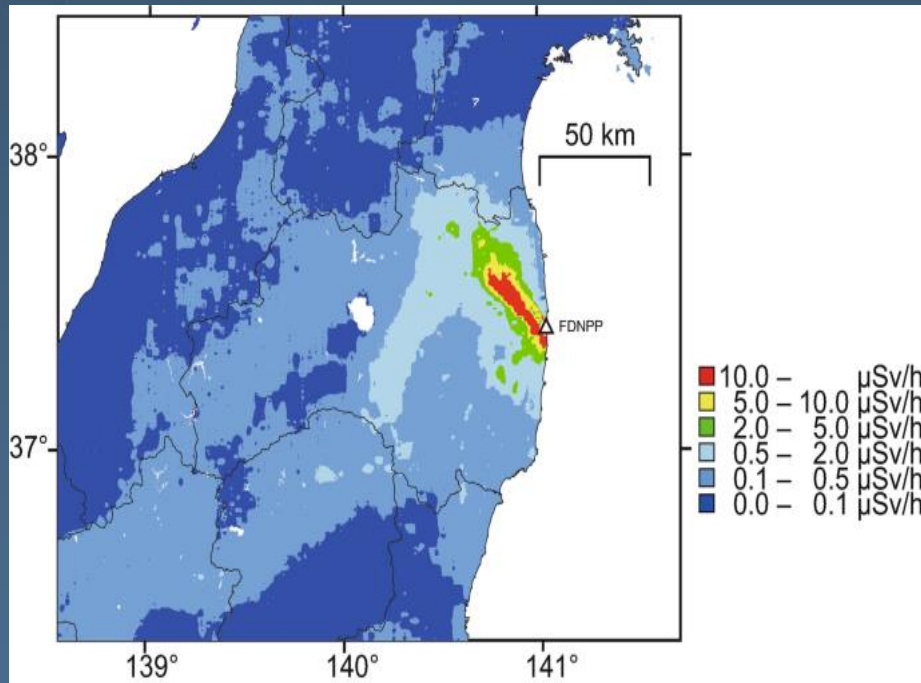 38°
50 km
FDNPP
10.0 – µSv/h
5.0 – 10.0 µSv/h
2.0 – 5.0 µSv/h
0.5 – 2.0 µSv/h
0.1 – 0.5 µSv/h
0.0 – 0.1 µSv/h
37°
139°
140°
141°